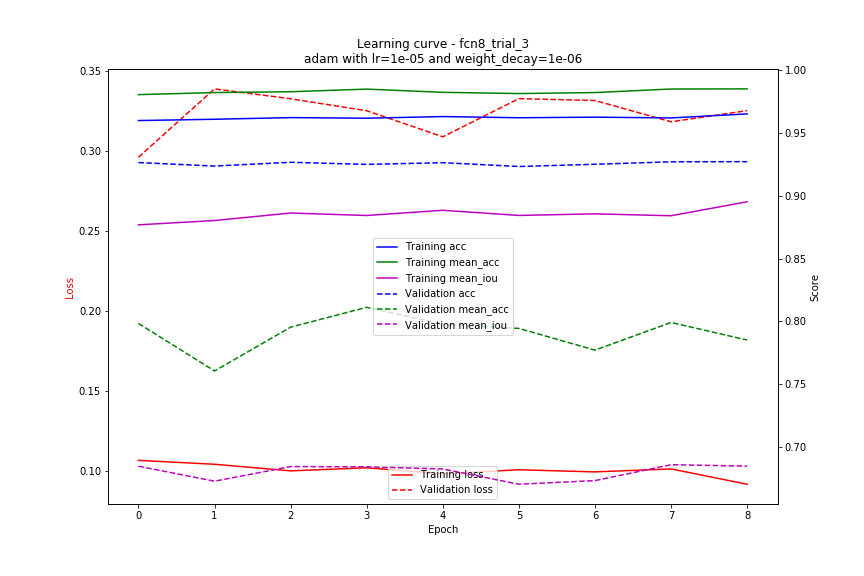 Learning curve - fcn8_trial_3
adam with lr=1e-05 and weight_decay=1e-06
0.35
0.30
0.25
0.20
0.15
0.10
Loss
1.00
0.95
0.90
0.85
0.80
0.75
0.70
Score
Training acc
Training mean_acc
Training mean_iou
Validation acc
Validation mean_acc
Validation mean_iou
Training loss
Validation loss
0 1 2 3 4 5 6 7 8
Epoch